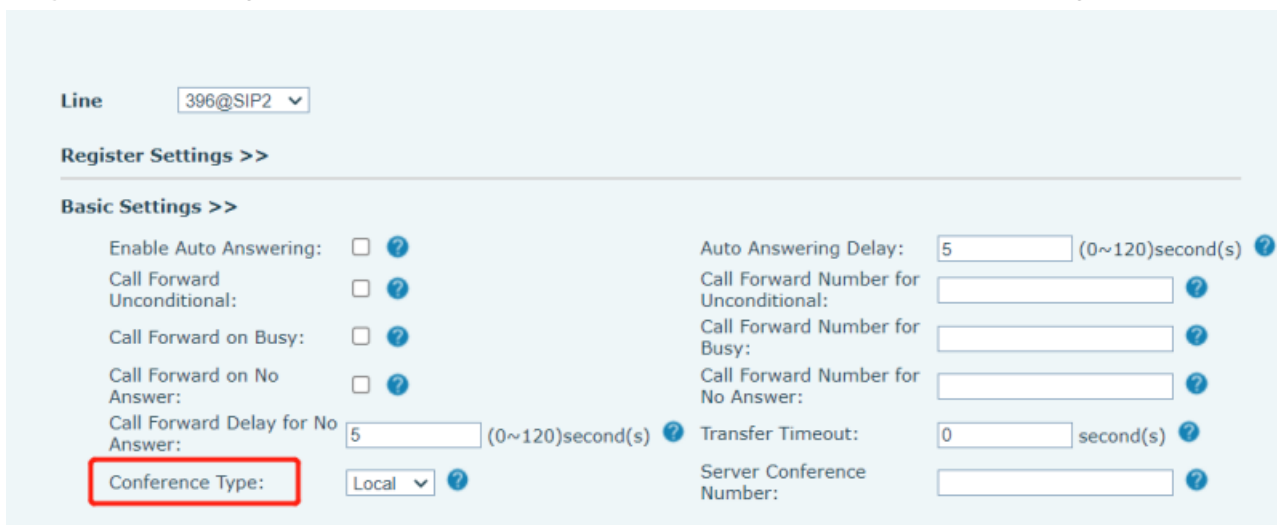 Line 396@SIP2
Register Settings >>
Basic Settings >>
Enable Auto Answering: ? Auto Answering Delay: 5 (0~120)second(s) ?
Call Forward
Unconditional: ? Call Forward Number for
Unconditional: ?
Call Forward on Busy: ? Call Forward Number for
Busy: ?
Call Forward on No
Answer: ? Call Forward Number for
No Answer: ?
Call Forward Delay for No
Answer: 5 (0~120)second(s) ? Transfer Timeout: 0 second(s) ?
Conference Type: Local ? Server Conference
Number: ?